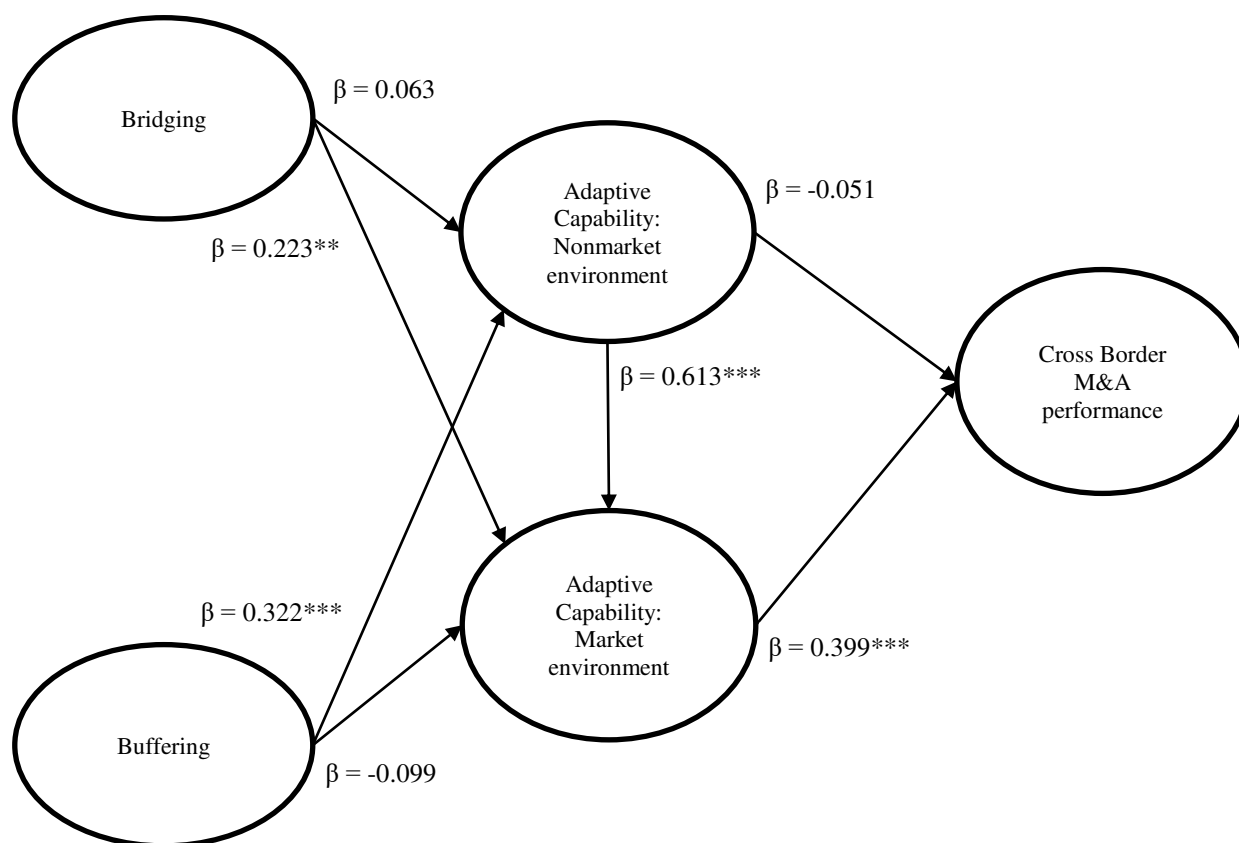 β = 0.063
Bridging
Adaptive
Capability:
Nonmarket
environment
β = -0.051
β = 0.223**
Cross Border
M&A
performance
β = 0.613***
Adaptive
Capability:
Market
environment
β = 0.322***
β = 0.399***
Buffering
β = -0.099